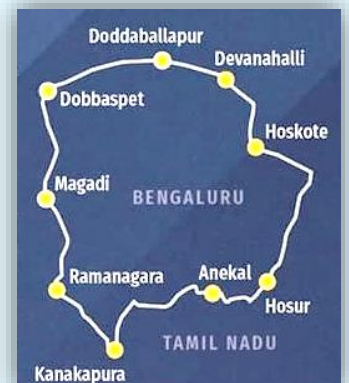 Doddaballapur
Devanahalli
Dobbaspet
Hoskote
Magadi
BENGALURU
Ramanagara
Anekal
Hosur
TAMIL NADU
Kanakapura